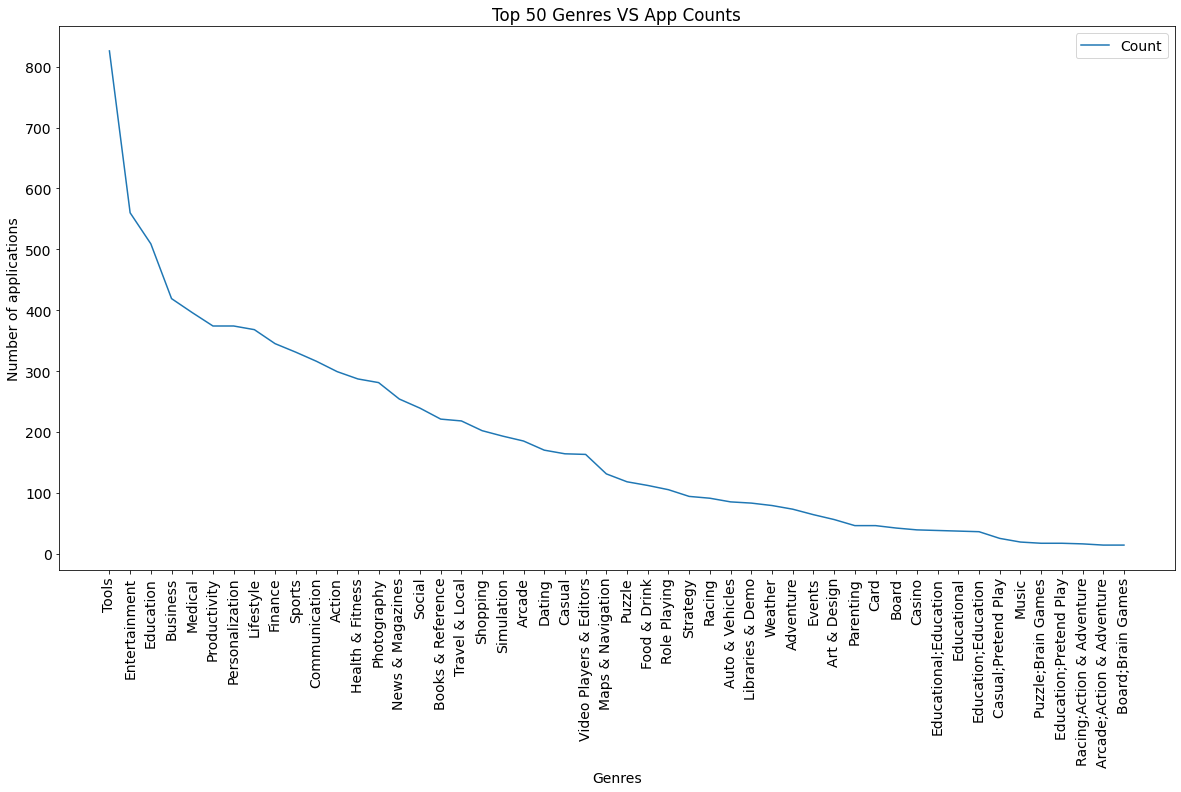 Top 50 Genres VS App Counts
Count
Number of applications
800
700
600
500
400
300
200
100
0
Tools
Entertainment
Education
Business
Medical
Productivity
Personalization
Lifestyle
Finance
Sports
Communication
Action
Health & Fitness
Photography
News & Magazines
Social
Books & Reference
Travel & Local
Shopping
Simulation
Arcade
Dating
Casual
Video Players & Editors
Maps & Navigation
Puzzle
Food & Drink
Role Playing
Strategy
Racing
Auto & Vehicles
Libraries & Demo
Weather
Adventure
Events
Art & Design
Parenting
Card
Board
Casino
Educational;Education
Educational
Education;Education
Casual;Pretend Play
Music
Puzzle;Brain Games
Education;Pretend Play
Racing;Action & Adventure
Arcade;Action & Adventure
Board;Brain Games
Genres